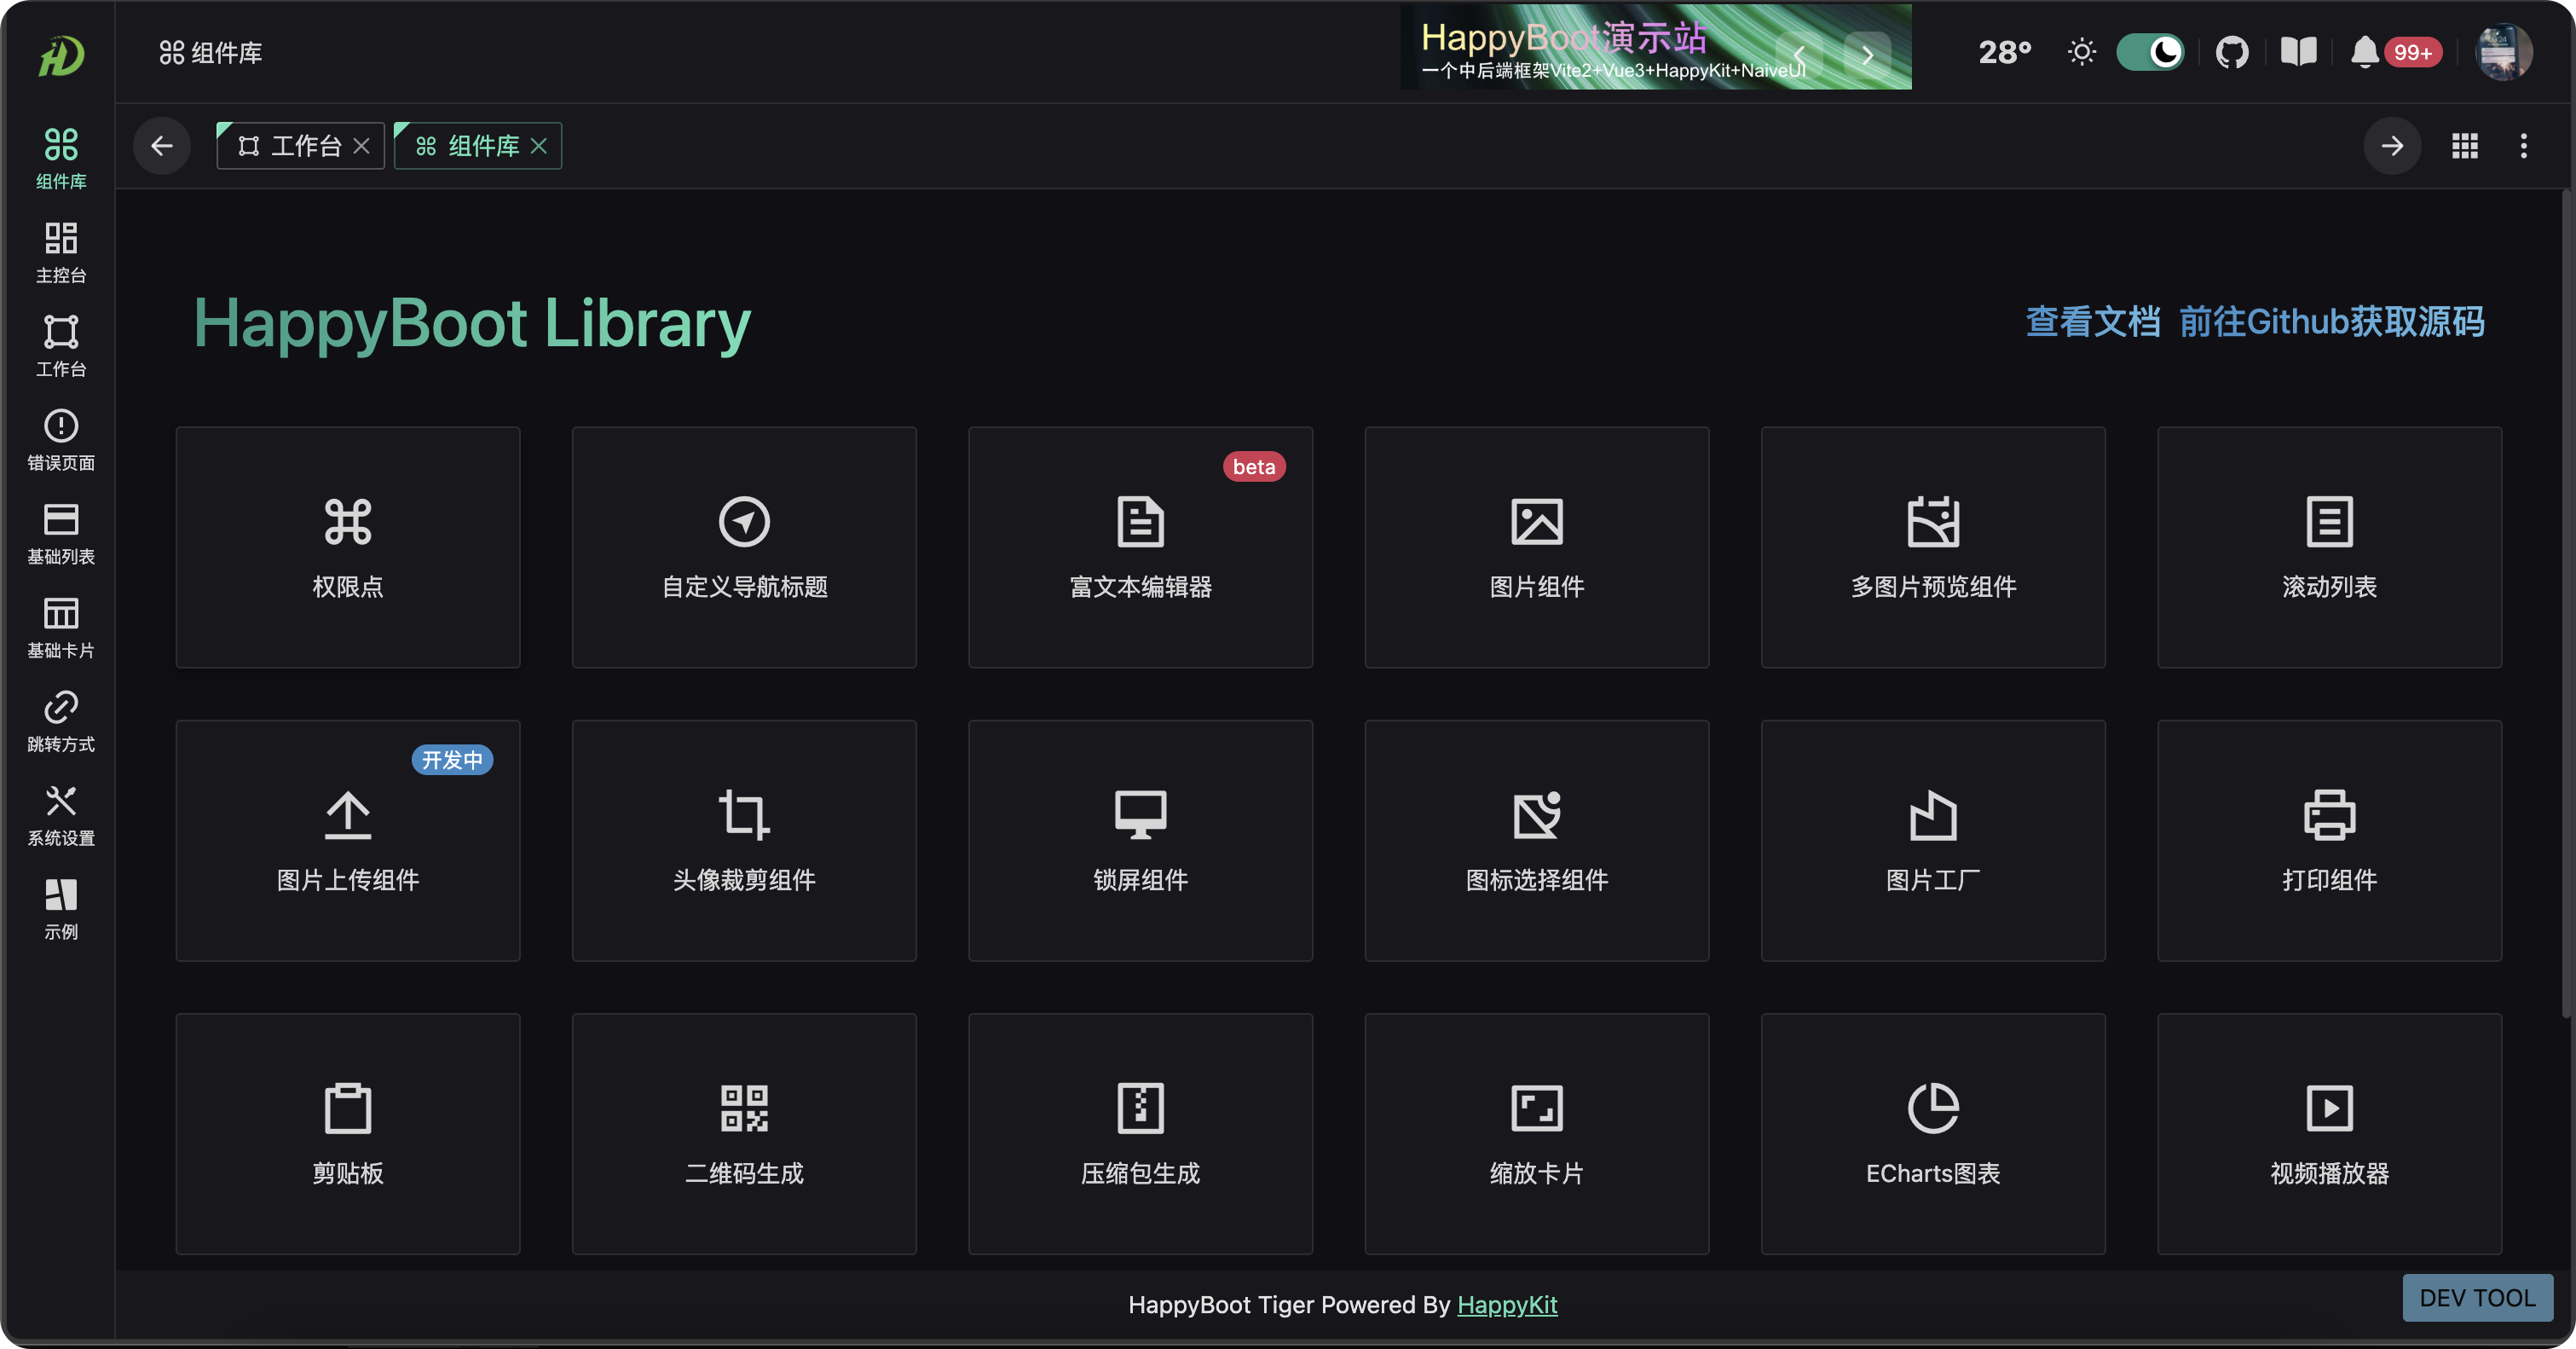 组件库
HappyBoot演示站
一个中后端框架Vite2+Vue3+HappyKit+NaiveUI
28°
99+
工作台
组件库
组件库
主控台
工作台
错误页面
基础列表
基础卡片
跳转方式
系统设置
示例
HappyBoot Library
查看文档 前往Github获取源码
权限点
自定义导航标题
beta
富文本编辑器
图片组件
多图片预览组件
滚动列表
开发中
图片上传组件
头像裁剪组件
锁屏组件
图标选择组件
图片工厂
打印组件
剪贴板
二维码生成
压缩包生成
缩放卡片
ECharts图表
视频播放器
HappyBoot Tiger Powered By HappyKit
DEV TOOL